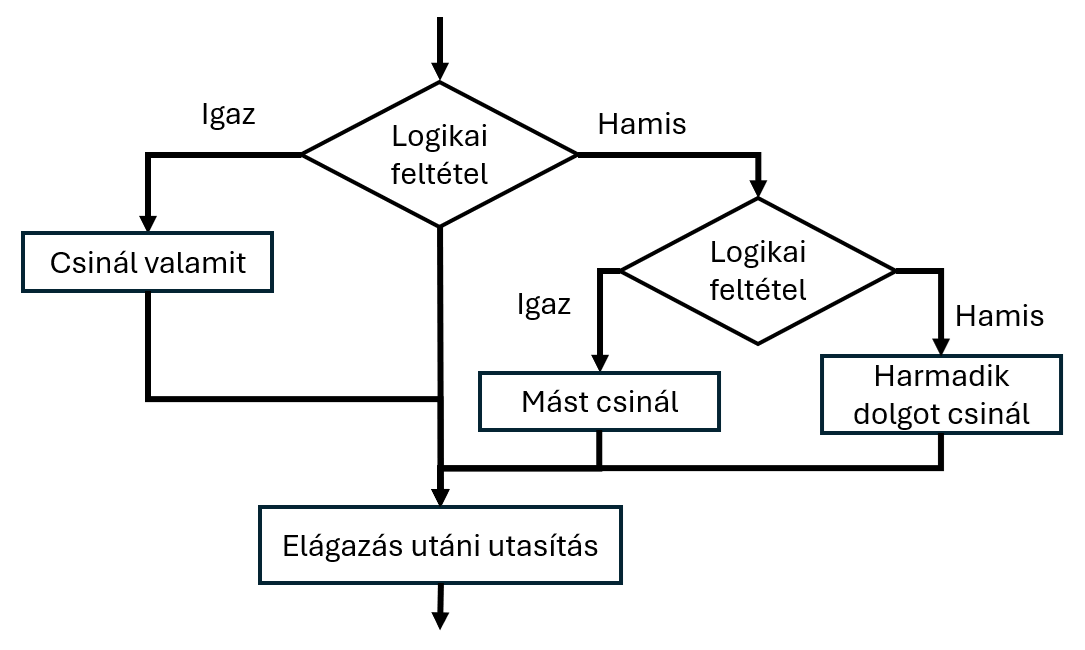 Igaz
Hamis
Logikai
feltétel
Csinál valamit
Logikai
feltétel
Igaz
Hamis
Mást csinál
Harmadik
dolgot csinál
Elágazás utáni utasítás